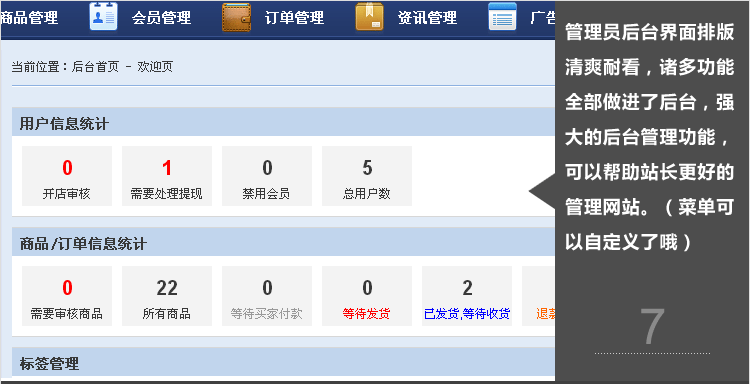 商品管理 会员管理 订单管理 资讯管理 广告
当前位置：后台首页 - 欢迎页
用户信息统计
0 1 0 5
开店审核 需要处理提现 禁用会员 总用户数
商品/订单信息统计
0 22 0 0 2
需要审核商品 所有商品 等待买家付款 等待发货 已发货,等待收货 退款
标签管理
管理员后台界面排版
清爽耐看，诸多功能
全部做进了后台，强
大的后台管理功能，
可以帮助站长更好的
管理网站。（菜单可
以自定义了哦）
7